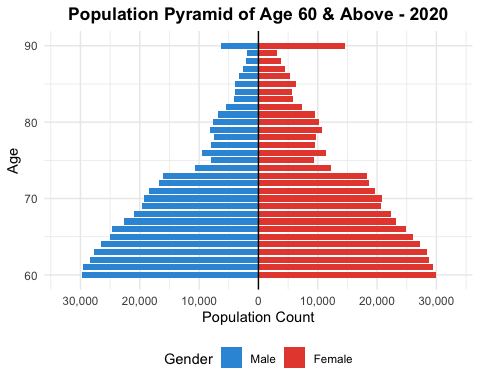 Population Pyramid of Age 60 & Above - 2020
90
80
70
60
Age
30,000 20,000 10,000 0 10,000 20,000 30,000
Population Count
Gender Male Female